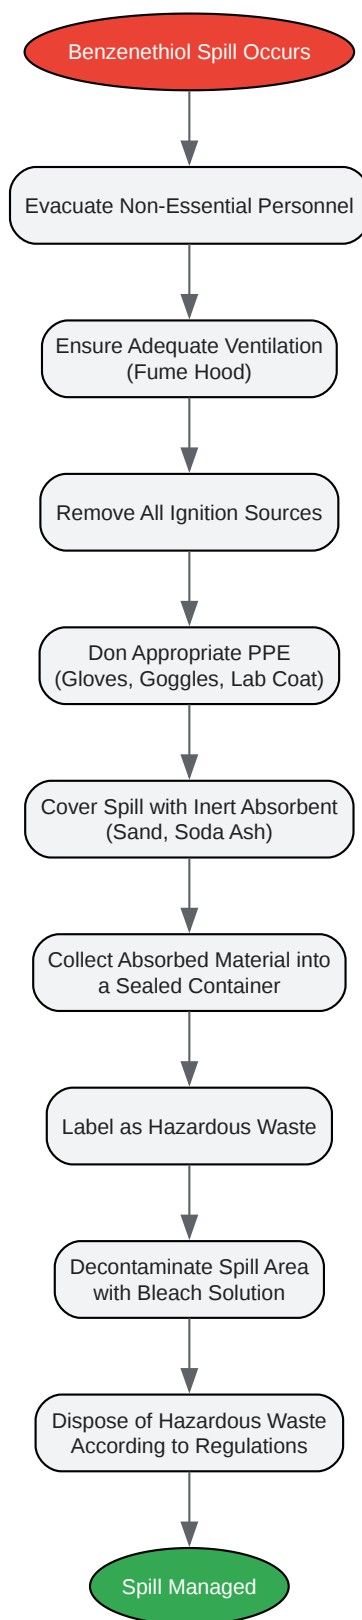 Benzenethiol Spill Occurs
Evacuate Non-Essential Personnel
Ensure Adequate Ventilation
(Fume Hood)
Remove All Ignition Sources
Don Appropriate PPE
(Gloves, Goggles, Lab Coat)
Cover Spill with Inert Absorbent
(Sand, Soda Ash)
Collect Absorbed Material into
a Sealed Container
Label as Hazardous Waste
Decontaminate Spill Area
with Bleach Solution
Dispose of Hazardous Waste
According to Regulations
Spill Managed